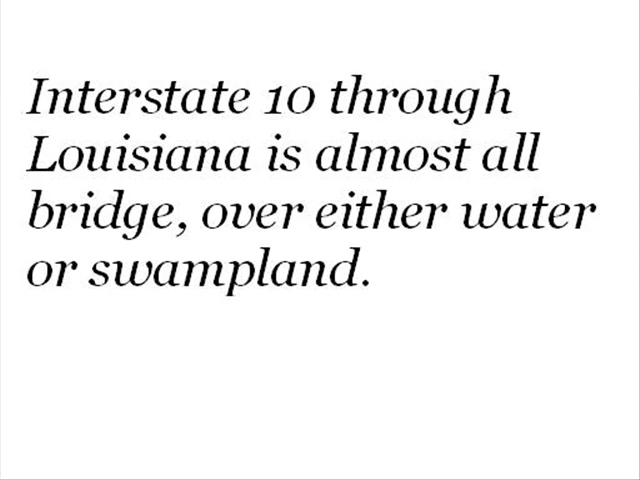 Interstate 10 through
Louisiana is almost all
bridge, over either water
or swampland.